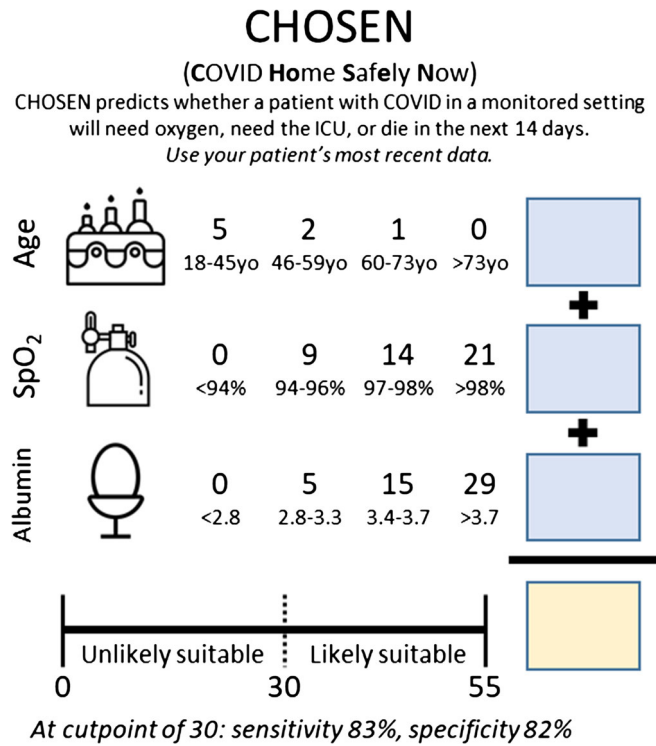 CHOSEN
(COVID Home Safely Now)
CHOSEN predicts whether a patient with COVID in a monitored setting
will need oxygen, need the ICU, or die in the next 14 days.
Use your patient's most recent data.
Age
5 2 1 0
18-45yo 46-59yo 60-73yo >73yo
+
SpO₂
0 9 14 21
<94% 94-96% 97-98% >98%
+
Albumin
0 5 15 29
<2.8 2.8-3.3 3.4-3.7 >3.7
Unlikely suitable Likely suitable
0 30 55
At cutpoint of 30: sensitivity 83%, specificity 82%